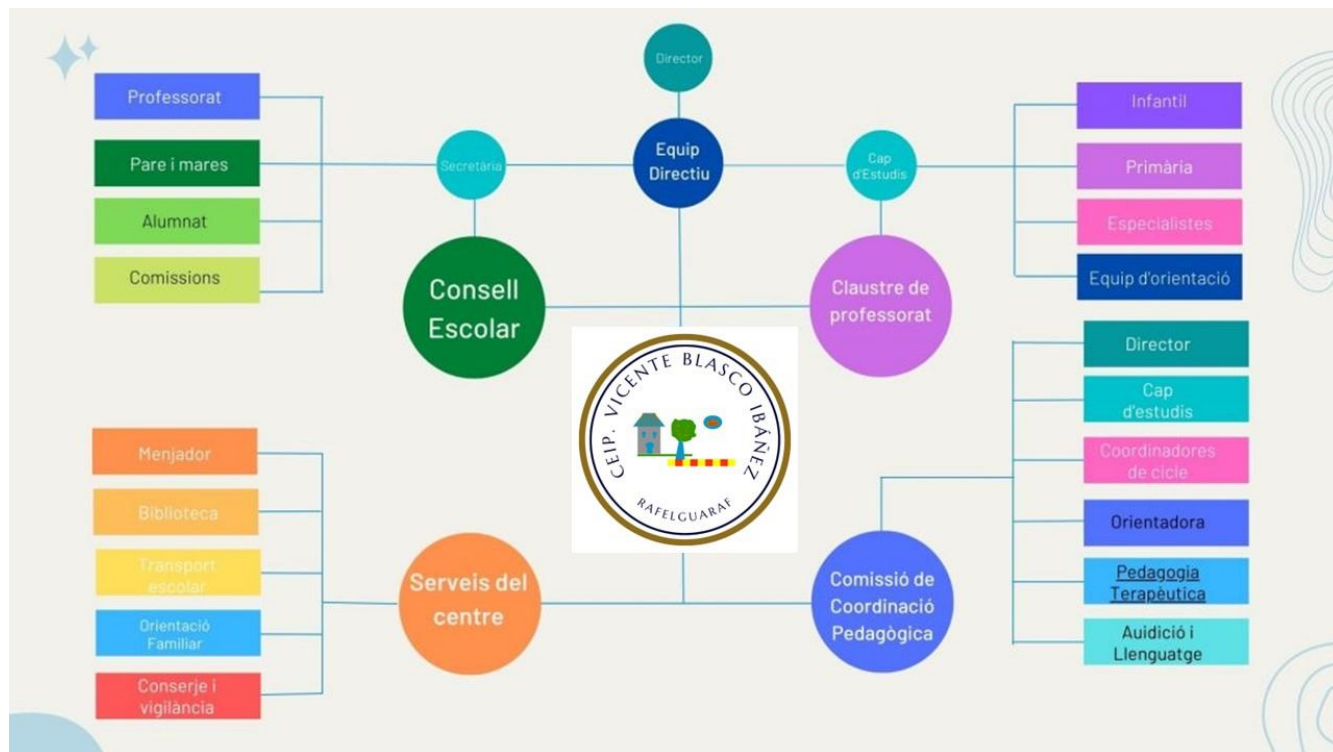 Director
Professorat
Pare i mares
Alumnat
Comissions
Secretària
Equip
Directiu
Cap
d'Estudis
Infantil
Primària
Especialistes
Equip d'orientació
Consell
Escolar
Claustre de
professorat
CEIP. VICENTE BLASCO IBÁÑEZ
RAFELGUARAF
Menjador
Biblioteca
Transport
escolar
Orientació
Familiar
Conserje i
vigilància
Serveis del
centre
Comissió de
Coordinació
Pedagògica
Director
Cap
d'estudis
Coordinadores
de cicle
Orientadora
Pedagogia
Terapèutica
Auidició i
Llenguatge